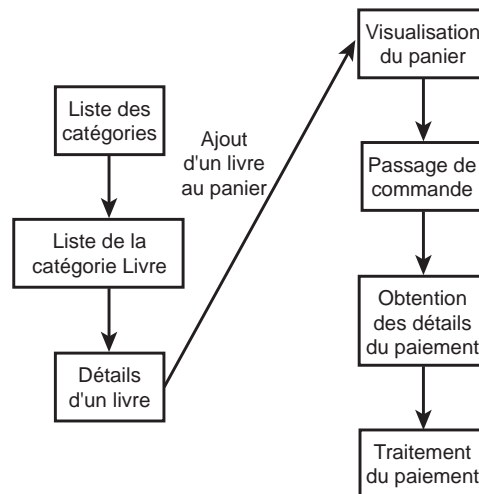 Liste des
catégories
Liste de la
catégorie Livre
Détails
d'un livre
Ajout
d'un livre
au panier
Visualisation
du panier
Passage de
commande
Obtention
des détails
du paiement
Traitement
du paiement